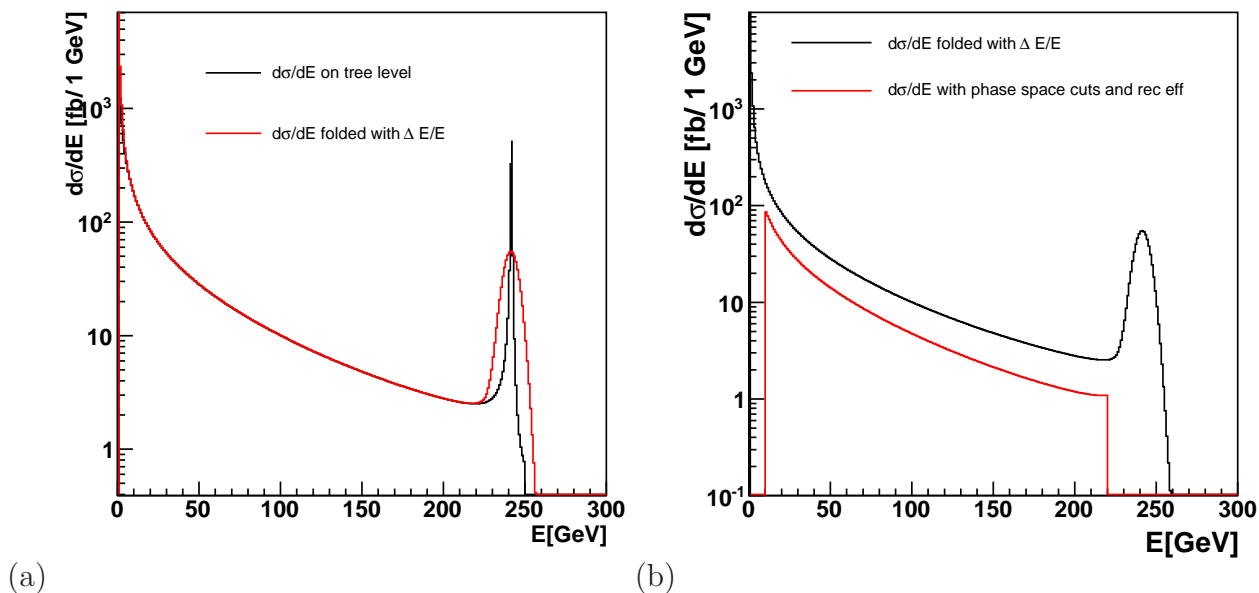 dσ/dE [fb/ 1 GeV]
10³
10²
10
1
dσ/dE on tree level
dσ/dE folded with Δ E/E
0 50 100 150 200 250 300
E[GeV]
(a)
dσ/dE [fb/ 1 GeV]
10³
10²
10
1
10⁻¹
dσ/dE folded with Δ E/E
dσ/dE with phase space cuts and rec eff
0 50 100 150 200 250 300
E[GeV]
(b)